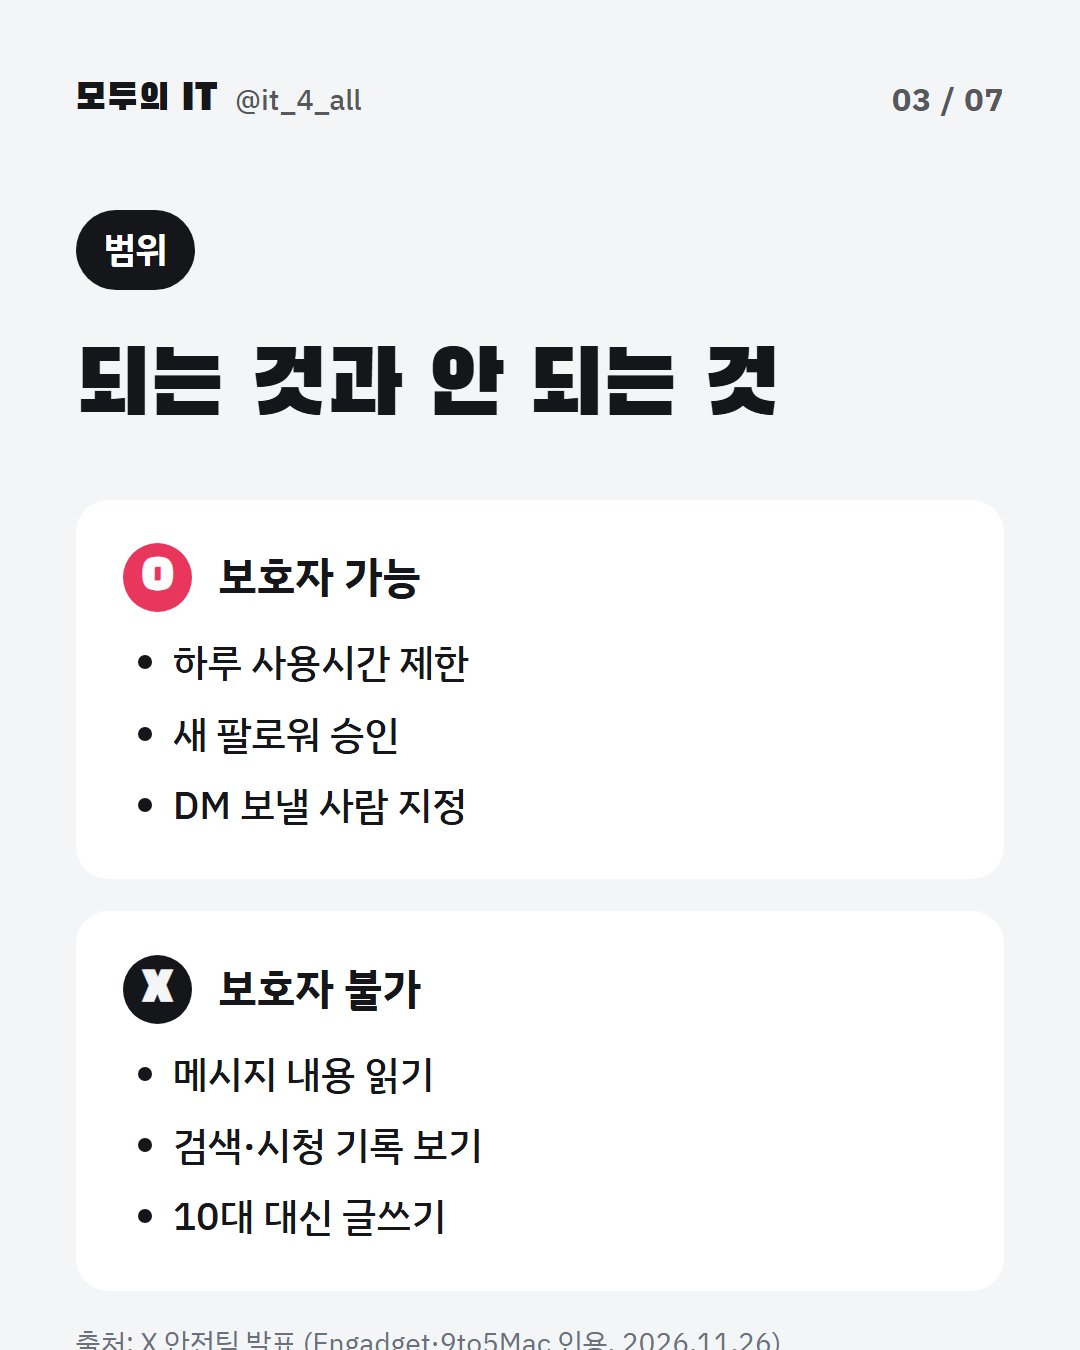 모두의 IT @it_4_all
03 / 07
범위
되는 것과 안 되는 것
O 보호자 가능
• 하루 사용시간 제한
• 새 팔로워 승인
• DM 보낼 사람 지정
X 보호자 불가
• 메시지 내용 읽기
• 검색·시청 기록 보기
• 10대 대신 글쓰기
출처: X 안전팀 발표 (Engadget·9to5Mac 인용, 2026.11.26)